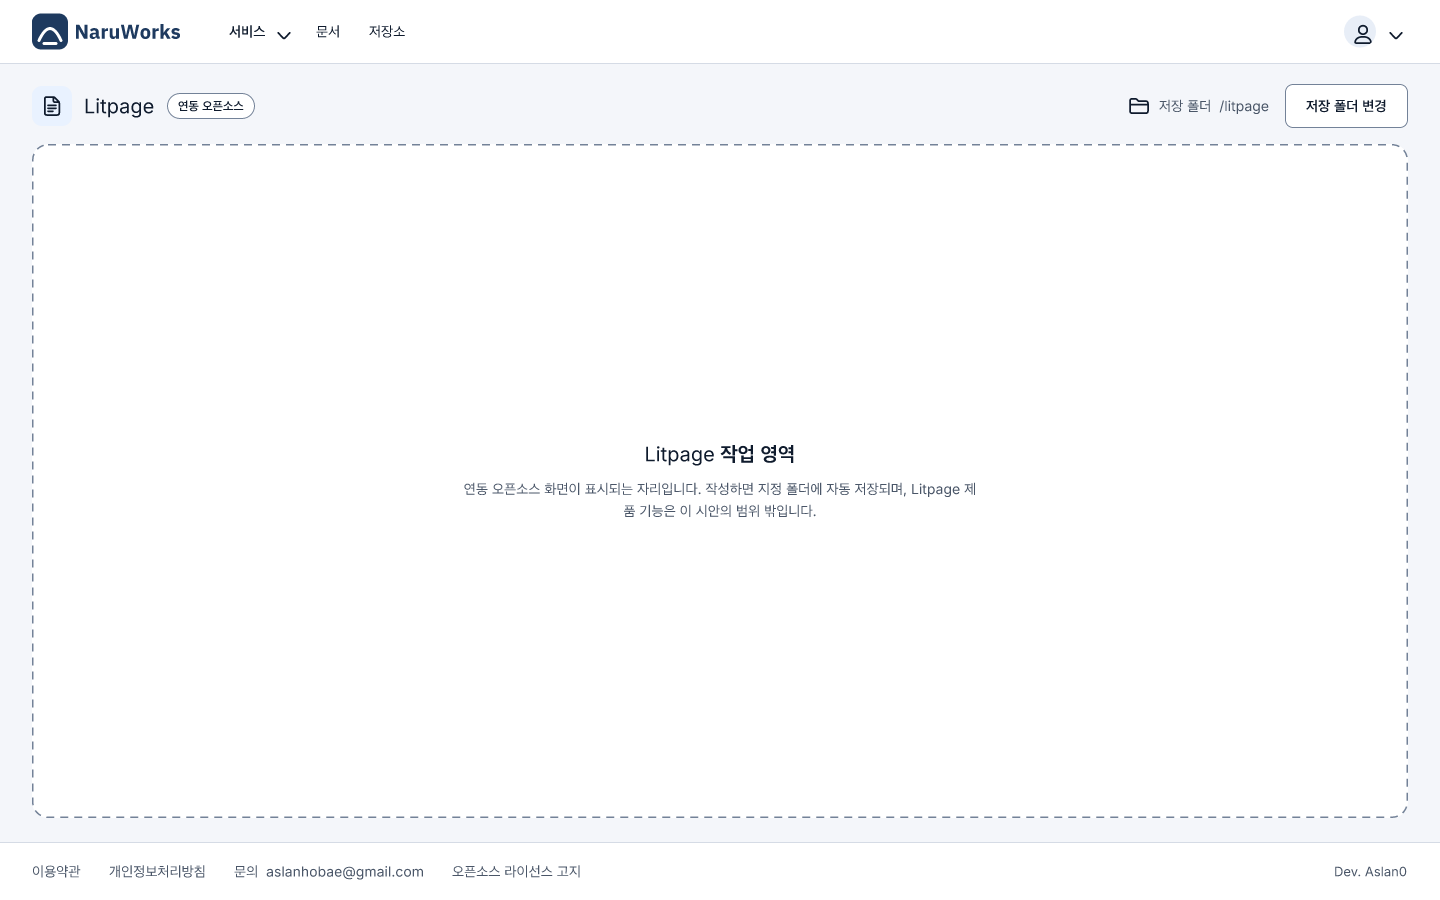 NaruWorks 서비스 문서 저장소
Litpage 연동 오픈소스 저장 폴더 /litpage 저장 폴더 변경
Litpage 작업 영역
연동 오픈소스 화면이 표시되는 자리입니다. 작성하면 지정 폴더에 자동 저장되며, Litpage 제
품 기능은 이 시안의 범위 밖입니다.
이용약관 개인정보처리방침 문의 aslanhobae@gmail.com 오픈소스 라이선스 고지 Dev. Aslan0